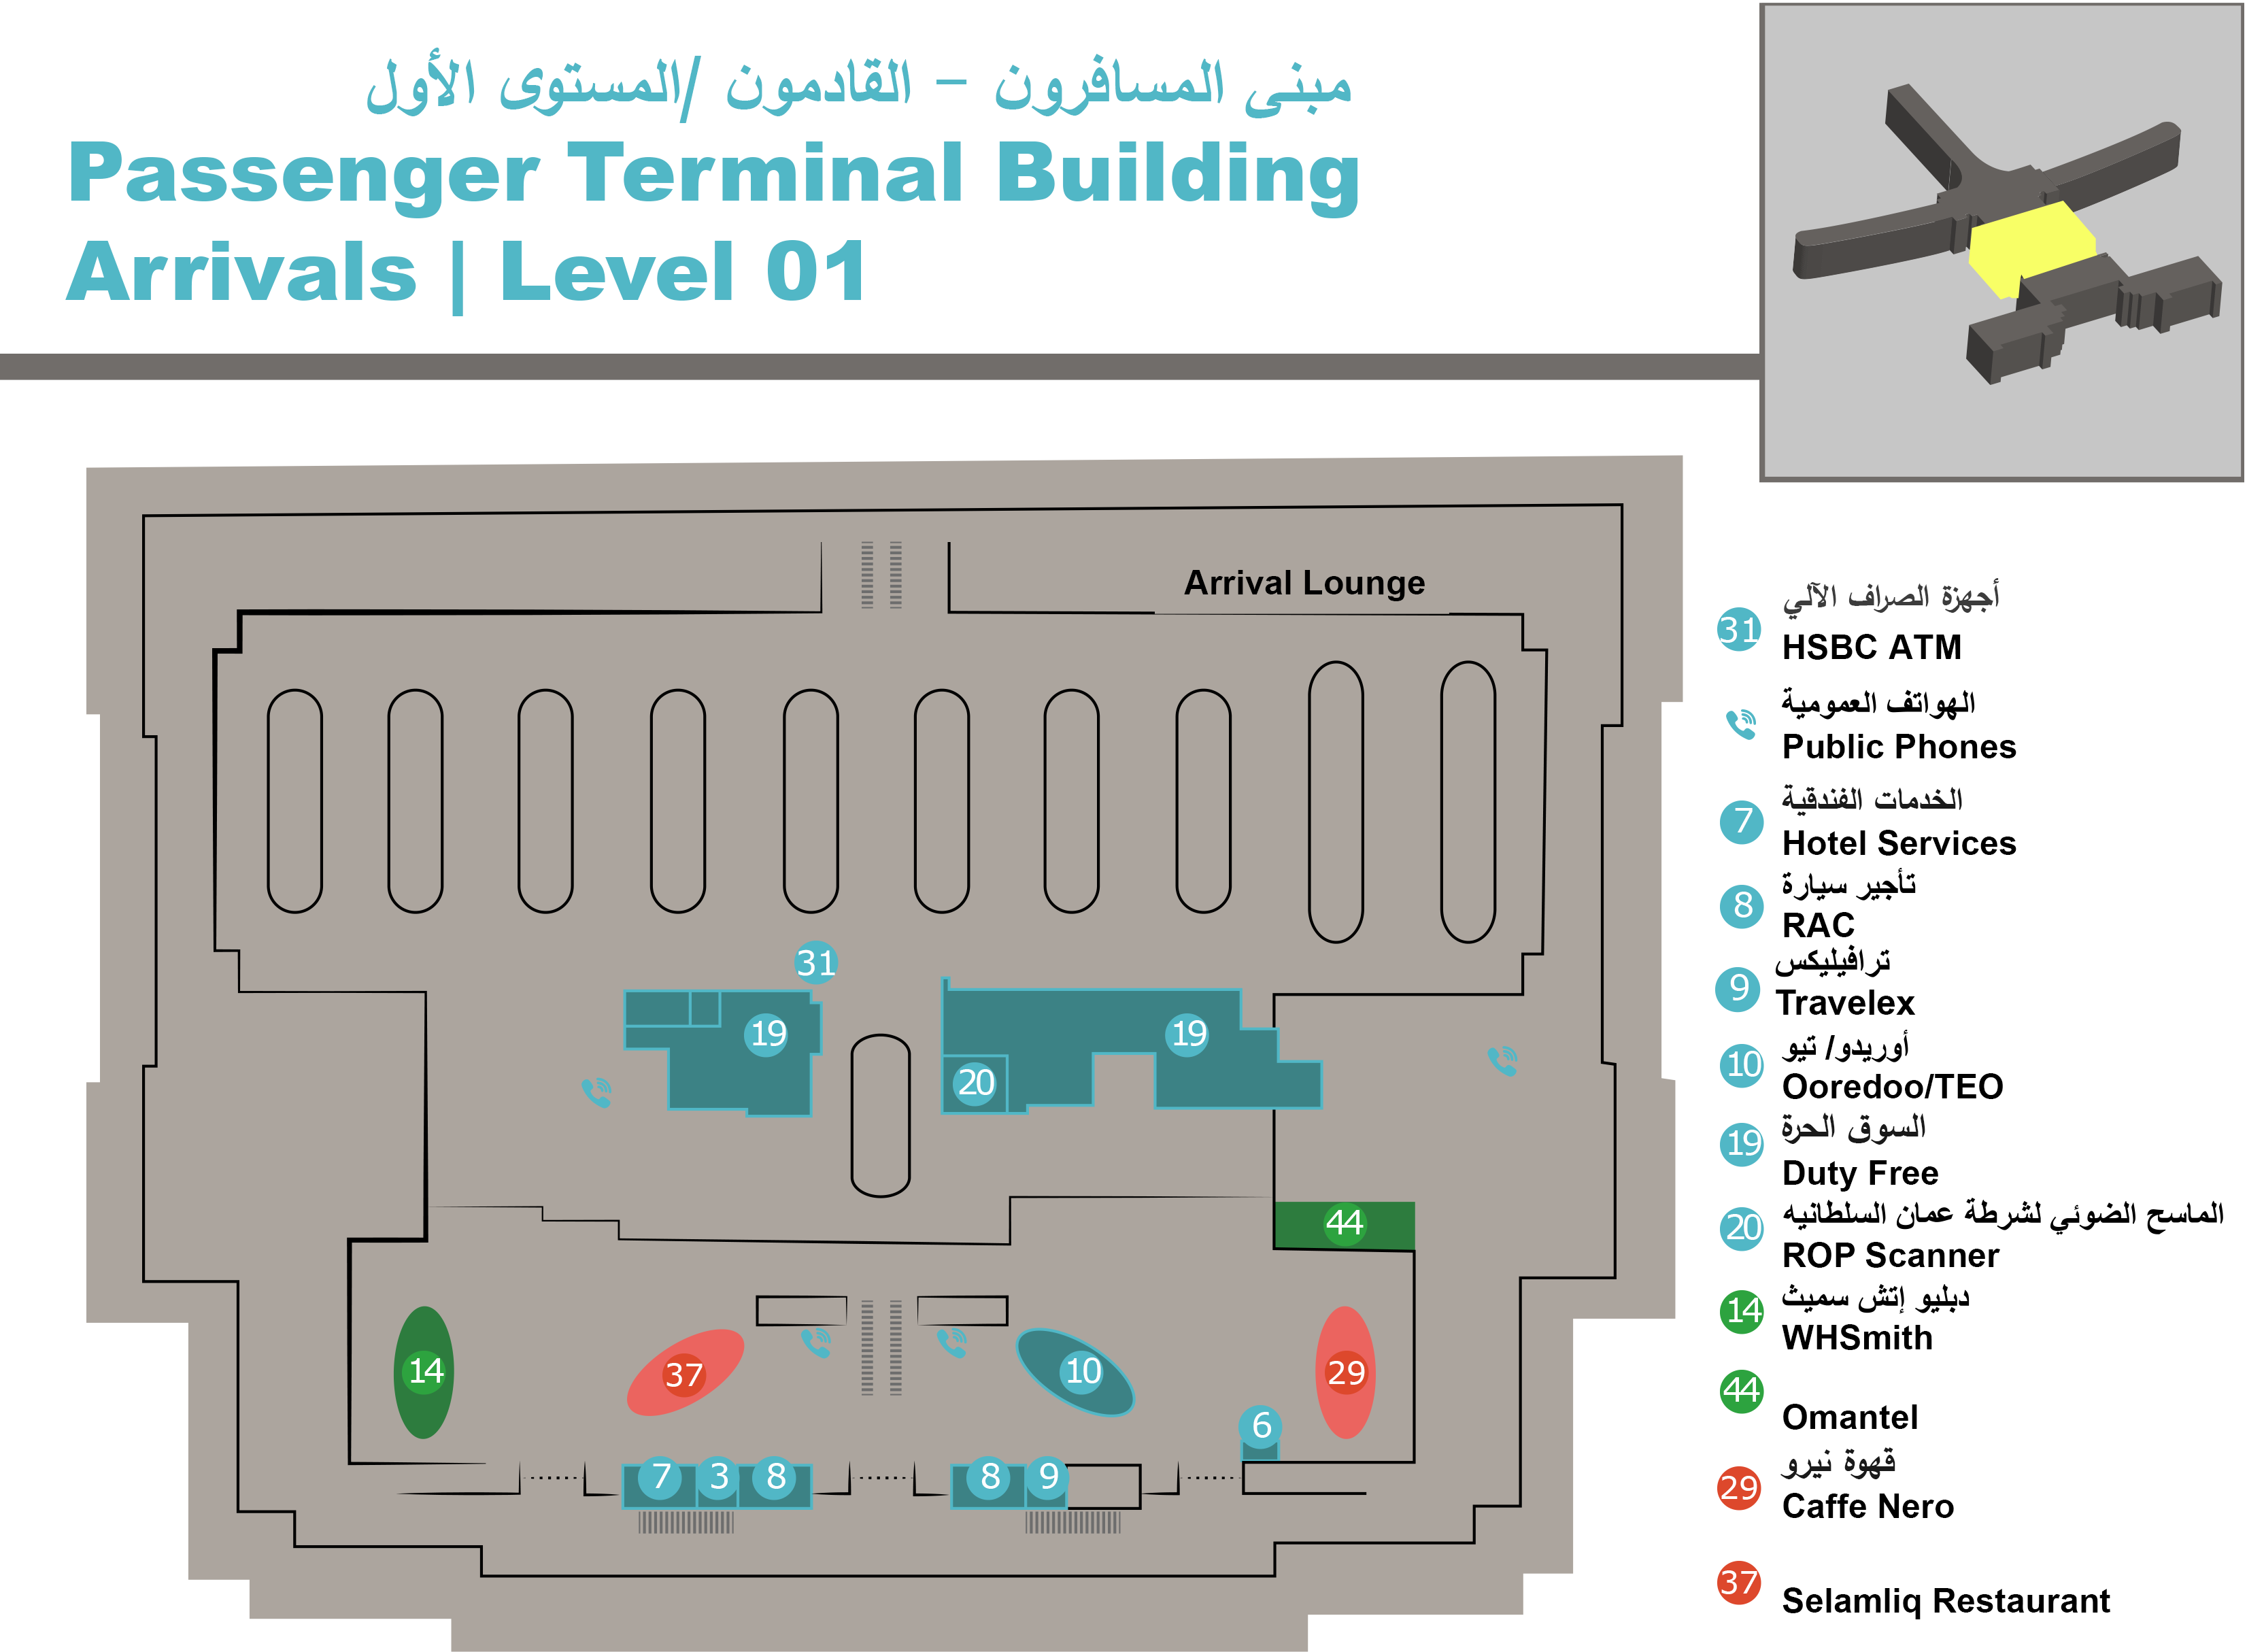 مبنى المسافرون - القادمون /المستوى الأول
Passenger Terminal Building
Arrivals | Level 01
Arrival Lounge
31
19
19
20
44
14
37
10
29
6
7
3
8
8
9
31
أجهزة الصراف الآلي
HSBC ATM
الهواتف العمومية
Public Phones
7
الخدمات الفندقية
Hotel Services
8
تأجير سيارة
RAC
9
ترافيليكس
Travelex
10
أوريدو/ تيو
Ooredoo/TEO
19
السوق الحرة
Duty Free
20
الماسح الضوئي لشرطة عمان السلطانيه
ROP Scanner
14
دبليو إتش سميث
WHSmith
44
Omantel
29
قهوة نيرو
Caffe Nero
37
Selamliq Restaurant